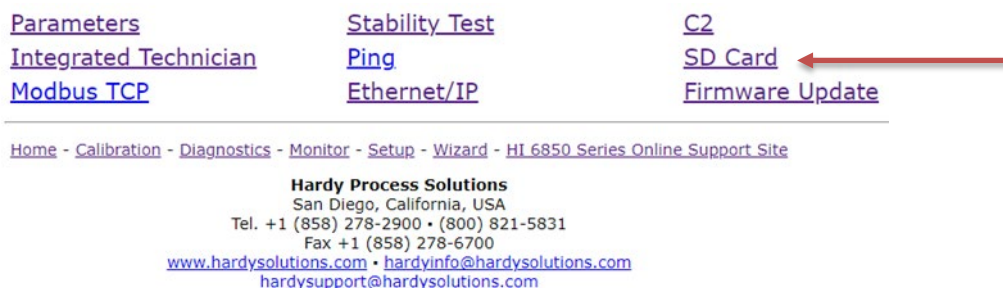 Parameters Stability Test C2
Integrated Technician Ping SD Card
Modbus TCP Ethernet/IP Firmware Update
Home - Calibration - Diagnostics - Monitor - Setup - Wizard - HI 6850 Series Online Support Site
Hardy Process Solutions
San Diego, California, USA
Tel. +1 (858) 278-2900 • (800) 821-5831
Fax +1 (858) 278-6700
www.hardysolutions.com • hardyinfo@hardysolutions.com
hardysupport@hardysolutions.com